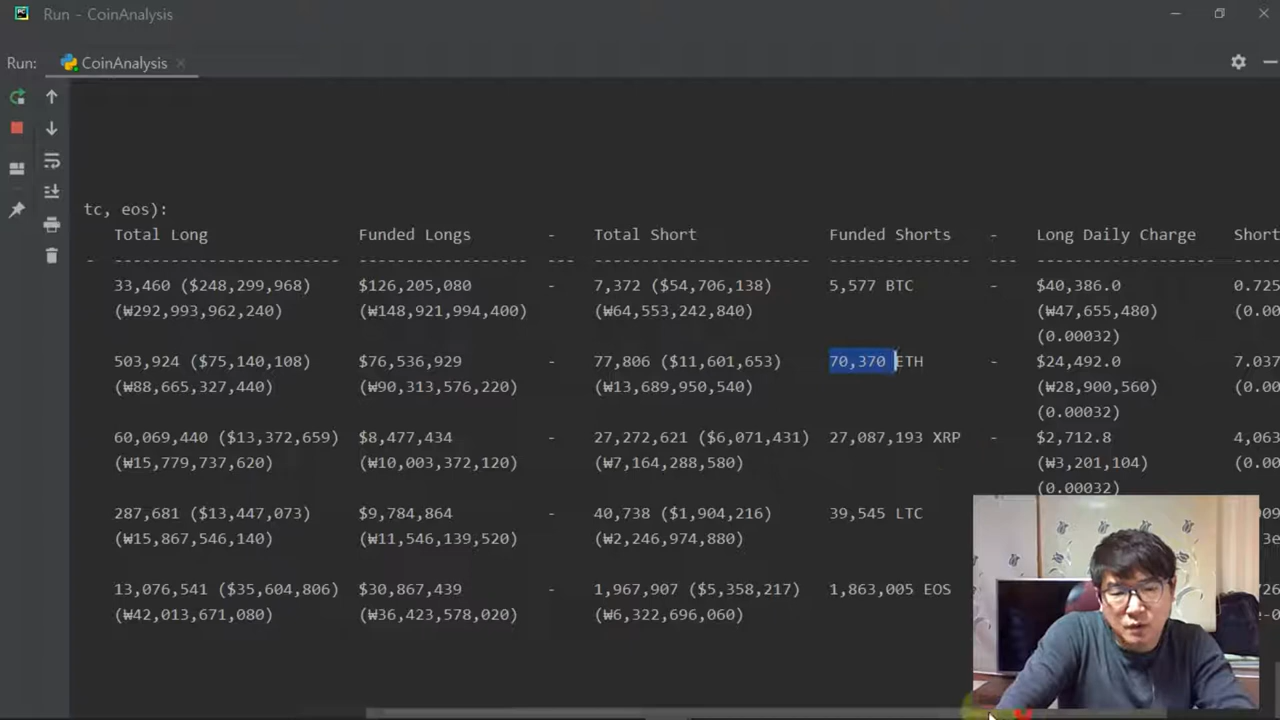 Run - CoinAnalysis
Run: CoinAnalysis
tc, eos):
Total Long Funded Longs - Total Short Funded Shorts - Long Daily Charge Short
- ------------------------ ------------------ --- ----------------------- --------------- --- ------------------- -----
33,460 ($248,299,968) $126,205,080 - 7,372 ($54,706,138) 5,577 BTC - $40,386.0 0.725
(₩292,993,962,240) (₩148,921,994,400) (₩64,553,242,840) (₩47,655,480) (0.00
(0.00032)
503,924 ($75,140,108) $76,536,929 - 77,806 ($11,601,653) 70,370 ETH - $24,492.0 7.037
(₩88,665,327,440) (₩90,313,576,220) (₩13,689,950,540) (₩28,900,560) (0.00
(0.00032)
60,069,440 ($13,372,659) $8,477,434 - 27,272,621 ($6,071,431) 27,087,193 XRP - $2,712.8 4,063
(₩15,779,737,620) (₩10,003,372,120) (₩7,164,288,580) (₩3,201,104) (0.00
(0.00032)
287,681 ($13,447,073) $9,784,864 - 40,738 ($1,904,216) 39,545 LTC
(₩15,867,546,140) (₩11,546,139,520) (₩2,246,974,880)
13,076,541 ($35,604,806) $30,867,439 - 1,967,907 ($5,358,217) 1,863,005 EOS
(₩42,013,671,080) (₩36,423,578,020) (₩6,322,696,060)